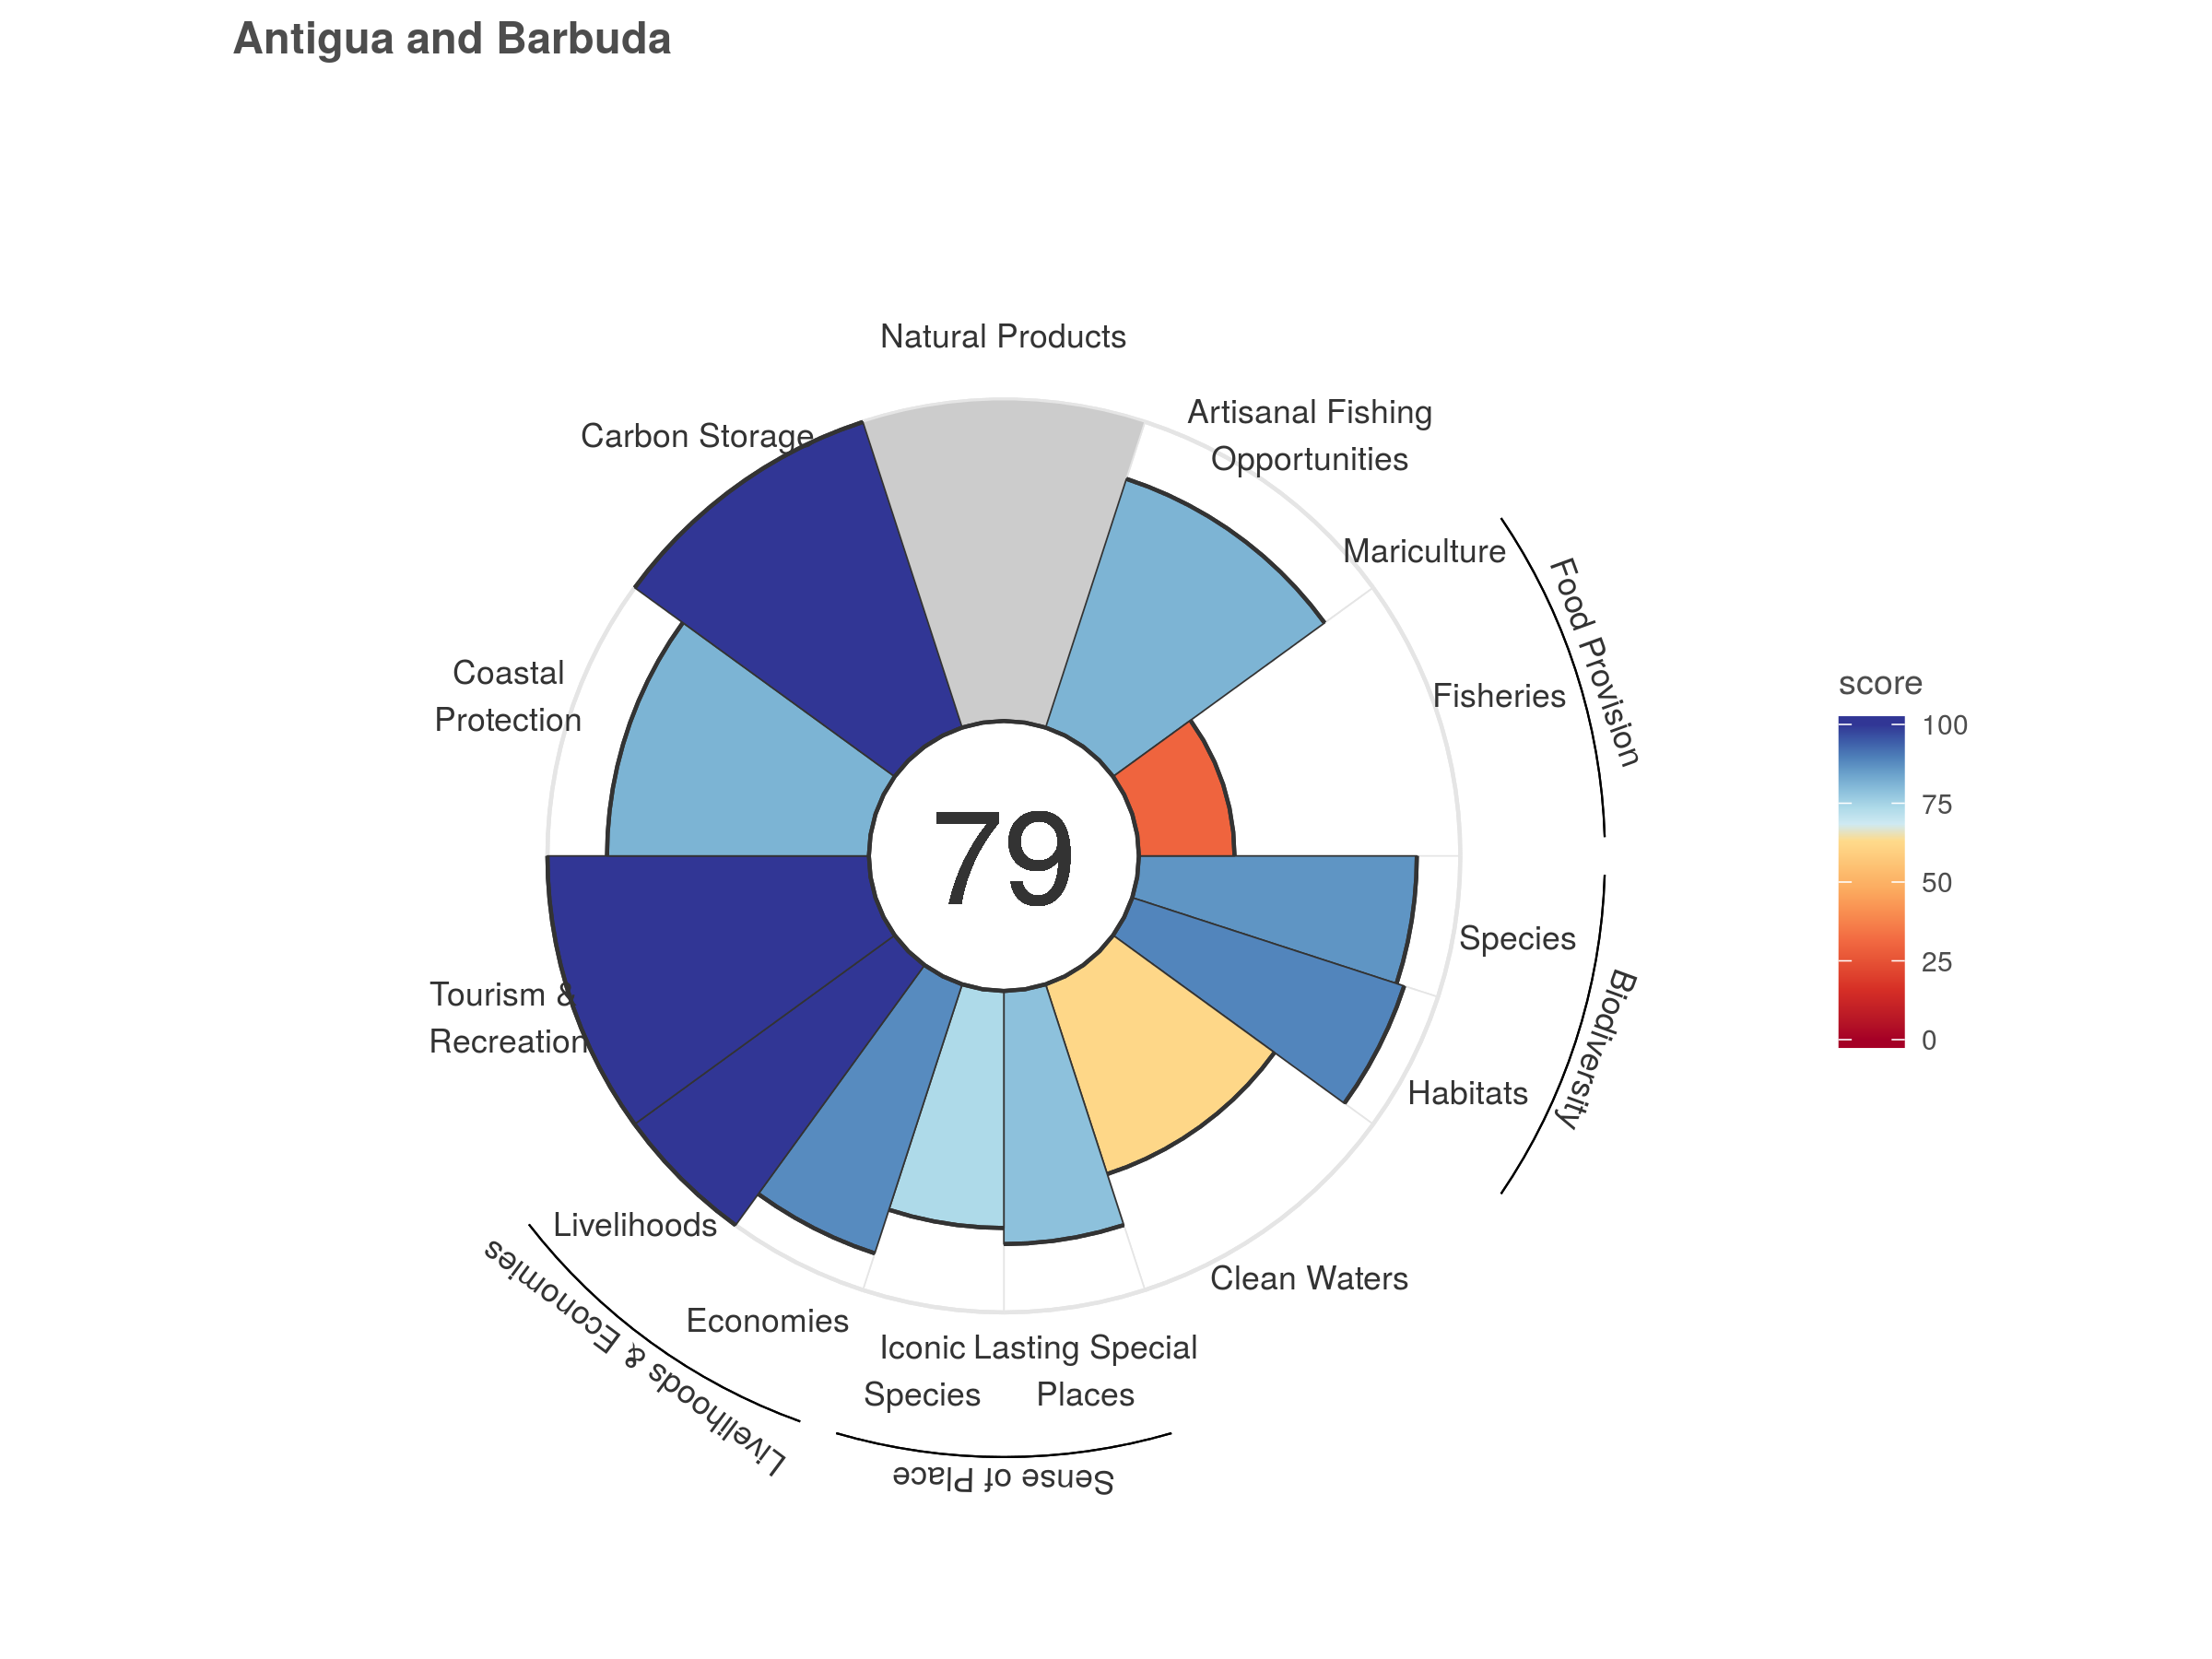 Antigua and Barbuda
Natural Products
Artisanal Fishing
Opportunities
Carbon Storage
Mariculture
Food Provision
Coastal
Protection
Fisheries
score
100
75
50
25
0
79
Species
Tourism &
Recreation
Biodiversity
Habitats
Livelihoods
Clean Waters
Economies
Livelihoods & Economies
Iconic
Species
Lasting Special
Places
Sense of Place